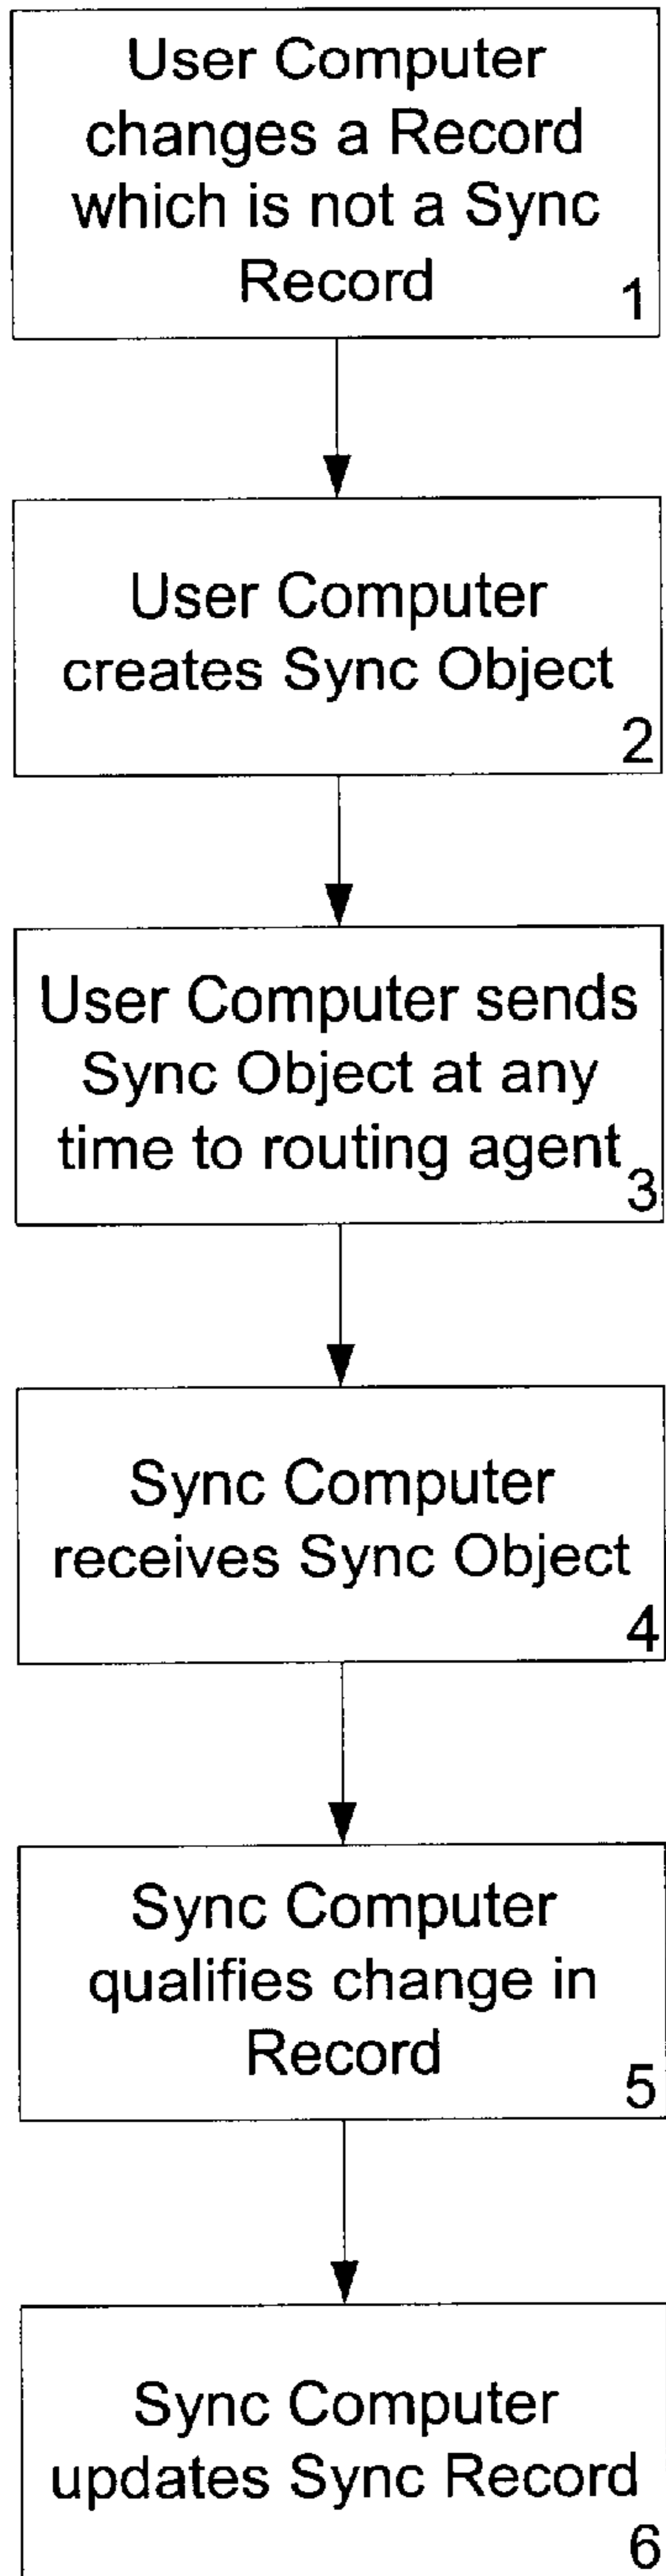 User Computer
changes a Record
which is not a Sync
Record
1
User Computer
creates Sync Object
2
User Computer sends
Sync Object at any
time to routing agent
3
Sync Computer
receives Sync Object
4
Sync Computer
qualifies change in
Record
5
Sync Computer
updates Sync Record
6